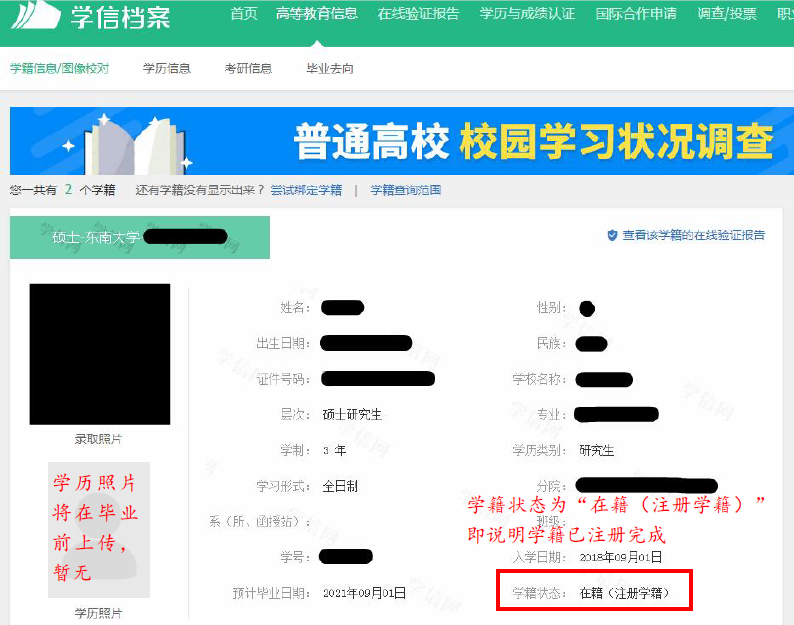 学信档案 首页 高等教育信息 在线验证报告 学历与成绩认证 国际合作申请 调查/投票
学籍信息/图像校对 学历信息 考研信息 毕业去向
普通高校 校园学习状况调查
您一共有 2 个学籍 还有学籍没有显示出来？ 尝试绑定学籍 | 学籍查询范围
硕士-东南大学
查看该学籍的在线验证报告
姓名： 性别：
出生日期： 民族：
证件号码： 学校名称：
层次： 硕士研究生 专业：
录取照片
学制： 3 年 学历类别： 研究生
学习形式： 全日制 分院：
学历照片
将在毕业
前上传，
暂无
学籍状态为“在籍（注册学籍）”
即说明学籍已注册完成
系（所、函授站）： 班级：
学号： 入学日期： 2018年09月01日
预计毕业日期： 2021年09月01日 学籍状态： 在籍（注册学籍）
学历照片
学信网